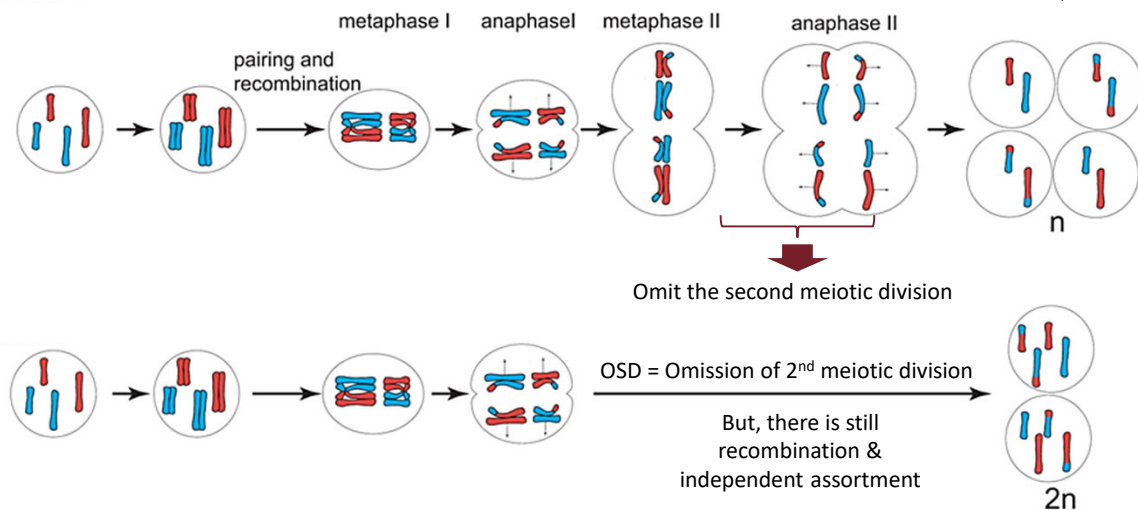 metaphase I
anaphaseI
metaphase II
anaphase II
pairing and
recombination
n
Omit the second meiotic division
OSD = Omission of 2nd meiotic division
But, there is still
recombination &
independent assortment
2n